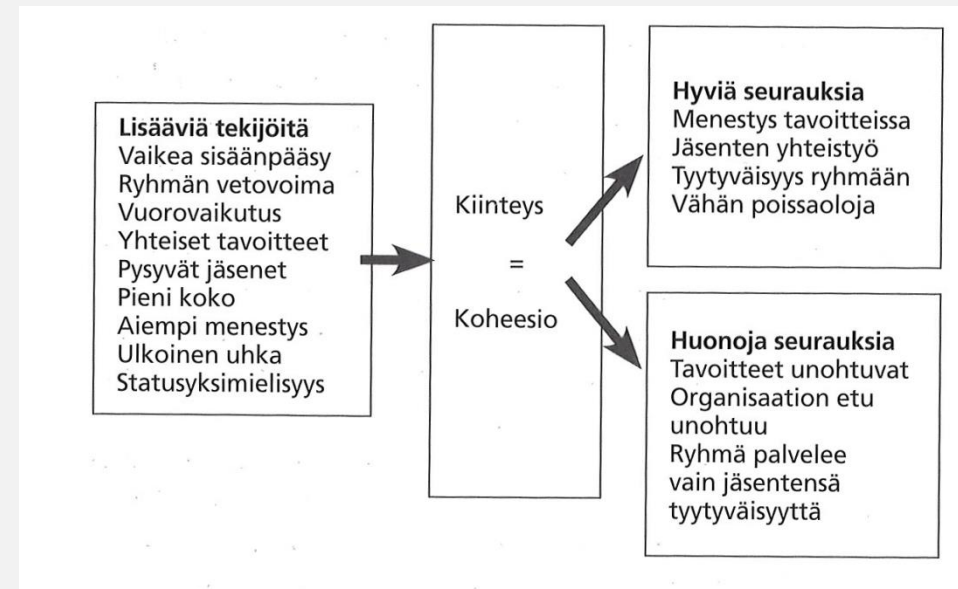 Lisääviä tekijöitä
Vaikea sisäänpääsy
Ryhmän vetovoima
Vuorovaikutus
Yhteiset tavoitteet
Pysyvät jäsenet
Pieni koko
Aiempi menestys
Ulkoinen uhka
Statusyksimielisyys
Kiinteys
=
Koheesio
Hyviä seurauksia
Menestys tavoitteissa
Jäsenten yhteistyö
Tyytyväisyys ryhmään
Vähän poissaoloja
Huonoja seurauksia
Tavoitteet unohtuvat
Organisaation etu
unohtuu
Ryhmä palvelee
vain jäsentensä
tyytyväisyyttä